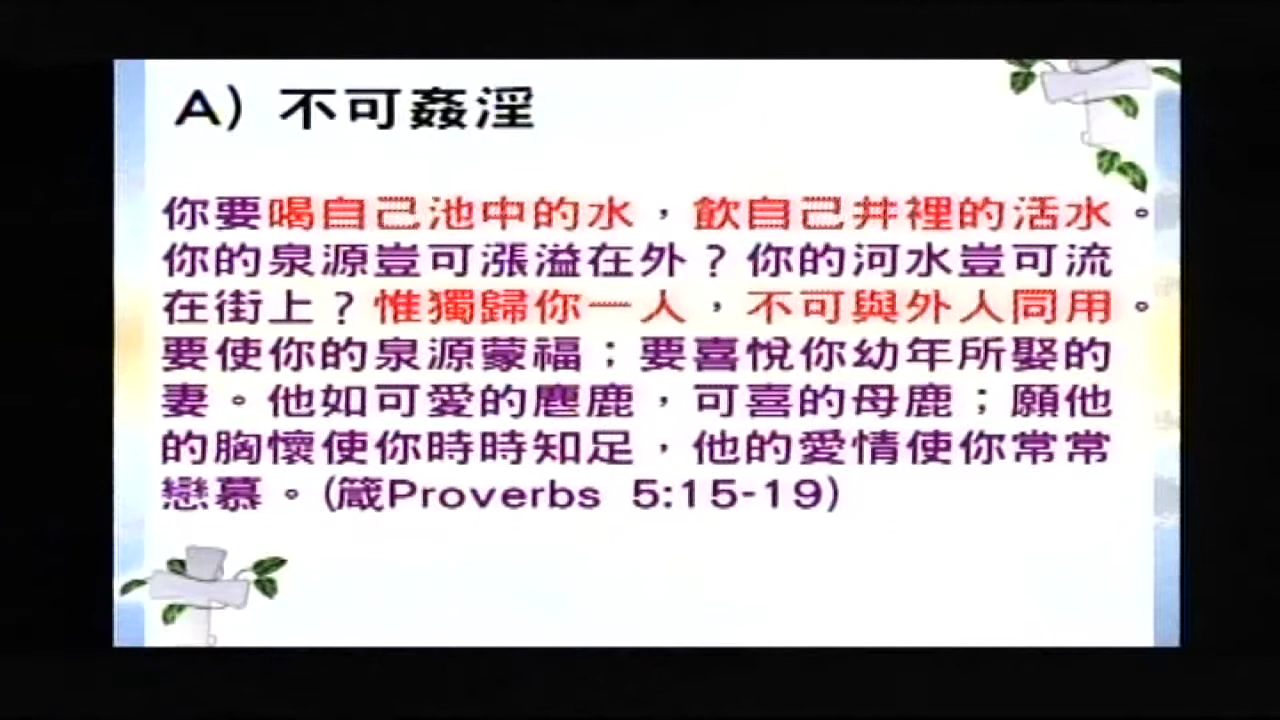 A) 不可姦淫
你要喝自己池中的水，飲自己井裡的活水。
你的泉源豈可漲溢在外？你的河水豈可流
在街上？惟獨歸你一人，不可與外人同用。
要使你的泉源蒙福；要喜悅你幼年所娶的
妻。他如可愛的麀鹿，可喜的母鹿；願他
的胸懷使你時時知足，他的愛情使你常常
戀慕。(箴Proverbs 5:15-19)